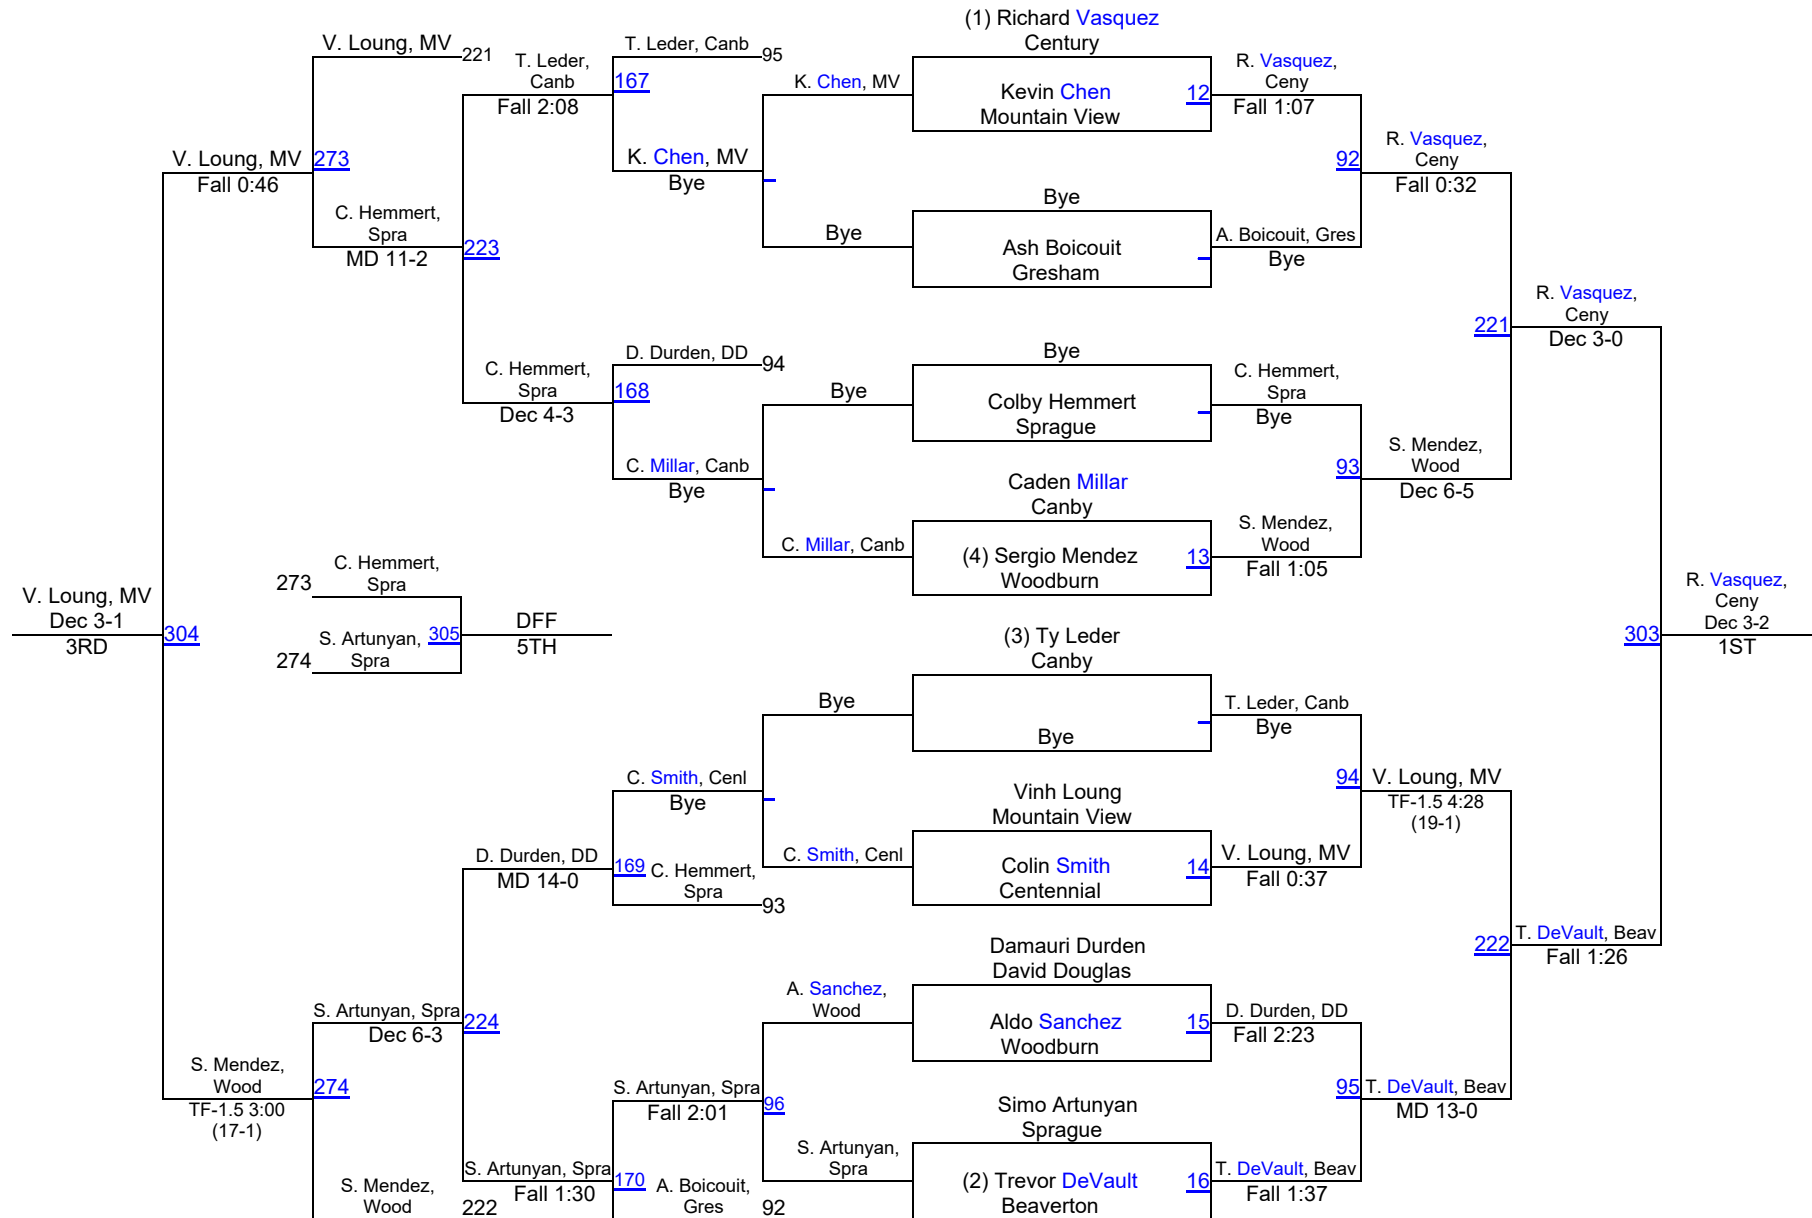 (1) Richard Vasquez
Century
Kevin Chen
Mountain View
12
Bye
Ash Boicouit
Gresham
Bye
Colby Hemmert
Sprague
Caden Millar
Canby
(4) Sergio Mendez
Woodburn
13
(3) Ty Leder
Canby
Bye
Vinh Loung
Mountain View
Colin Smith
Centennial
14
Damauri Durden
David Douglas
Aldo Sanchez
Woodburn
15
Simo Artunyan
Sprague
(2) Trevor DeVault
Beaverton
16
R. Vasquez,
Ceny
Fall 1:07
A. Boicouit, Gres
Bye
C. Hemmert,
Spra
Bye
S. Mendez,
Wood
Fall 1:05
T. Leder, Canb
Bye
V. Loung, MV
Fall 0:37
D. Durden, DD
Fall 2:23
T. DeVault, Beav
Fall 1:37
92
R. Vasquez,
Ceny
Fall 0:32
93
S. Mendez,
Wood
Dec 6-5
94
V. Loung, MV
TF-1.5 4:28
(19-1)
95
T. DeVault, Beav
MD 13-0
221
R. Vasquez,
Ceny
Dec 3-0
222
T. DeVault, Beav
Fall 1:26
303
R. Vasquez,
Ceny
Dec 3-2
1ST
K. Chen, MV
Bye
Bye
C. Millar, Canb
Bye
C. Smith, Cenl
A. Sanchez,
Wood
S. Artunyan,
Spra
T. Leder, Canb
95
K. Chen, MV
Bye
D. Durden, DD
94
C. Millar, Canb
Bye
C. Smith, Cenl
Bye
C. Hemmert,
Spra
93
S. Artunyan, Spra
Fall 2:01
96
A. Boicouit,
Gres
92
T. Leder,
Canb
Fall 2:08
167
C. Hemmert,
Spra
Dec 4-3
168
D. Durden, DD
MD 14-0
169
S. Artunyan, Spra
Fall 1:30
170
V. Loung, MV
221
C. Hemmert,
Spra
MD 11-2
223
S. Artunyan, Spra
Dec 6-3
224
S. Mendez,
Wood
222
V. Loung, MV
Fall 0:46
273
S. Mendez,
Wood
TF-1.5 3:00
(17-1)
274
V. Loung, MV
Dec 3-1
3RD
304
273
C. Hemmert,
Spra
274
S. Artunyan,
Spra
305
DFF
5TH